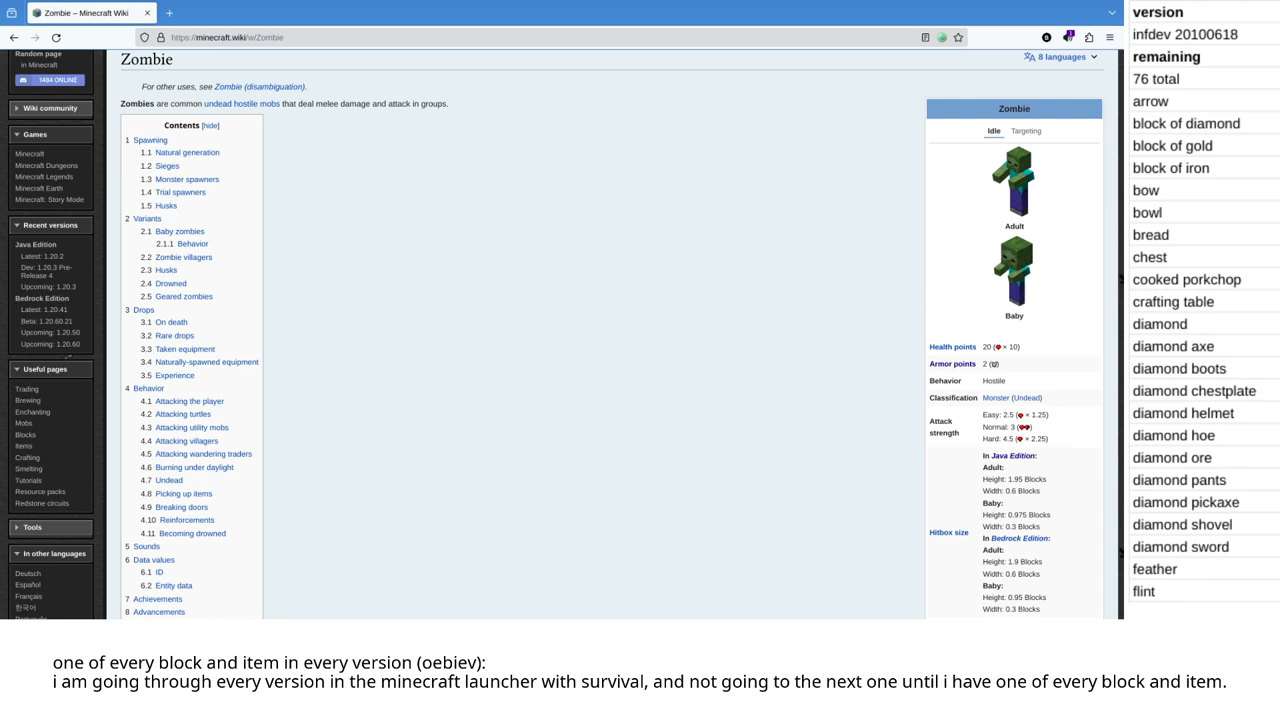 Zombie – Minecraft Wiki
https://minecraft.wiki/w/Zombie
Random page
in Minecraft
1484 ONLINE
Wiki community
Games
Minecraft
Minecraft Dungeons
Minecraft Legends
Minecraft Earth
Minecraft: Story Mode
Recent versions
Java Edition
Latest: 1.20.2
Dev: 1.20.3 Pre-
Release 4
Upcoming: 1.20.3
Bedrock Edition
Latest: 1.20.41
Beta: 1.20.60.21
Upcoming: 1.20.50
Upcoming: 1.20.60
Useful pages
Trading
Brewing
Enchanting
Mobs
Blocks
Items
Crafting
Smelting
Tutorials
Resource packs
Redstone circuits
Tools
In other languages
Deutsch
Español
Français
한국어
Zombie
8 languages
For other uses, see Zombie (disambiguation).
Zombies are common undead hostile mobs that deal melee damage and attack in groups.
Contents [hide]
1 Spawning
1.1 Natural generation
1.2 Sieges
1.3 Monster spawners
1.4 Trial spawners
1.5 Husks
2 Variants
2.1 Baby zombies
2.1.1 Behavior
2.2 Zombie villagers
2.3 Husks
2.4 Drowned
2.5 Geared zombies
3 Drops
3.1 On death
3.2 Rare drops
3.3 Taken equipment
3.4 Naturally-spawned equipment
3.5 Experience
4 Behavior
4.1 Attacking the player
4.2 Attacking turtles
4.3 Attacking utility mobs
4.4 Attacking villagers
4.5 Attacking wandering traders
4.6 Burning under daylight
4.7 Undead
4.8 Picking up items
4.9 Breaking doors
4.10 Reinforcements
4.11 Becoming drowned
5 Sounds
6 Data values
6.1 ID
6.2 Entity data
7 Achievements
8 Advancements
Zombie
Idle Targeting
Adult
Baby
Health points 20 ( × 10)
Armor points 2 ( )
Behavior Hostile
Classification Monster (Undead)
Attack strength
Easy: 2.5 ( × 1.25)
Normal: 3 ( )
Hard: 4.5 ( × 2.25)
Hitbox size
In Java Edition:
Adult:
Height: 1.95 Blocks
Width: 0.6 Blocks
Baby:
Height: 0.975 Blocks
Width: 0.3 Blocks
In Bedrock Edition:
Adult:
Height: 1.9 Blocks
Width: 0.6 Blocks
Baby:
Height: 0.95 Blocks
Width: 0.3 Blocks
version
infdev 20100618
remaining
76 total
arrow
block of diamond
block of gold
block of iron
bow
bowl
bread
chest
cooked porkchop
crafting table
diamond
diamond axe
diamond boots
diamond chestplate
diamond helmet
diamond hoe
diamond ore
diamond pants
diamond pickaxe
diamond shovel
diamond sword
feather
flint
one of every block and item in every version (oebiev):
i am going through every version in the minecraft launcher with survival, and not going to the next one until i have one of every block and item.